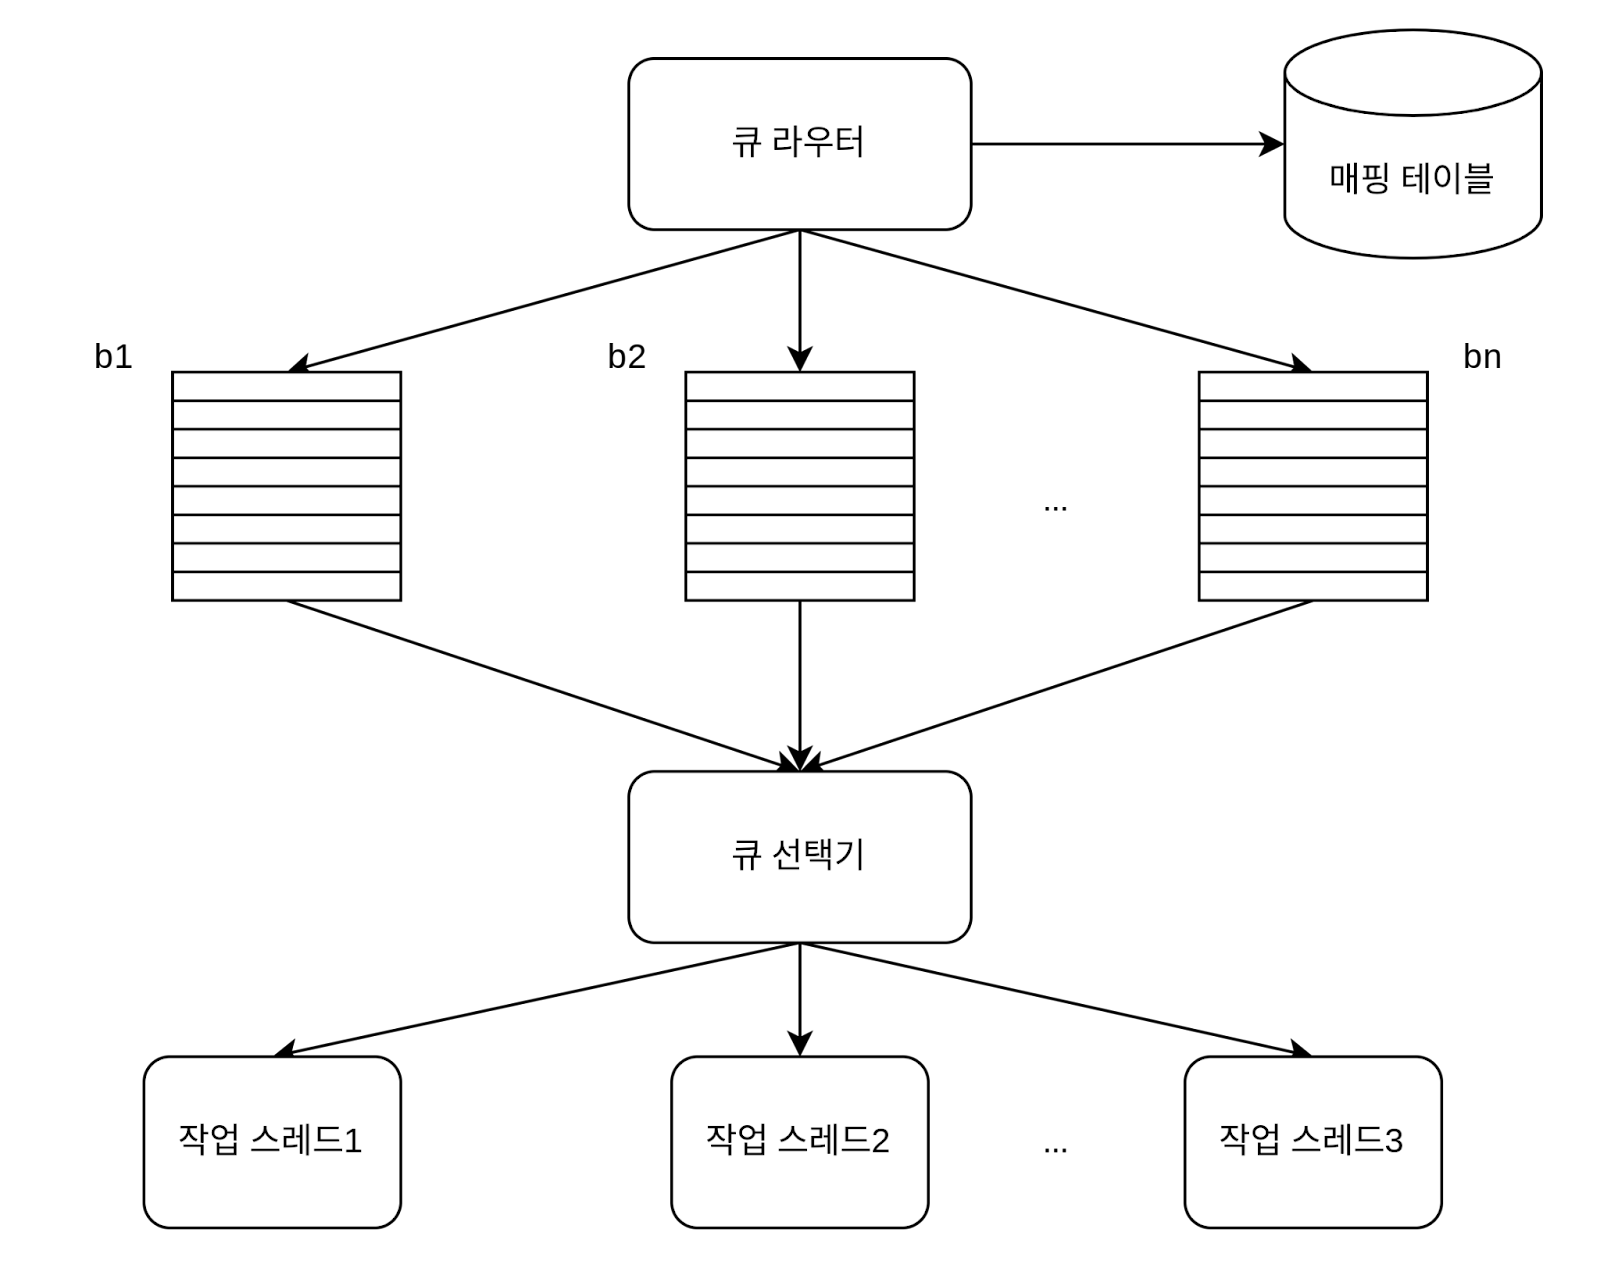 큐 라우터
매핑 테이블
b1
b2
bn
...
큐 선택기
작업 스레드1
작업 스레드2
...
작업 스레드3